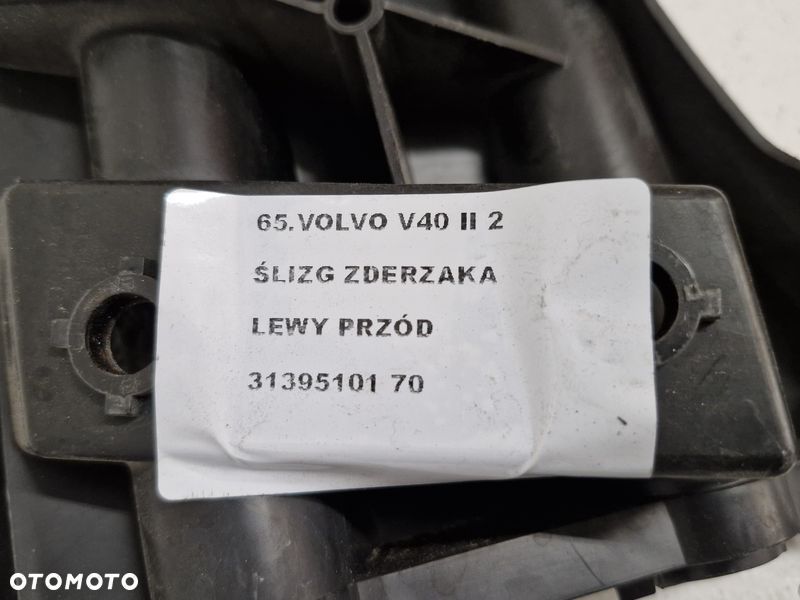 65.VOLVO V40 II 2
ŚLIZG ZDERZAKA
LEWY PRZÓD
31395101 70
OTOMOTO